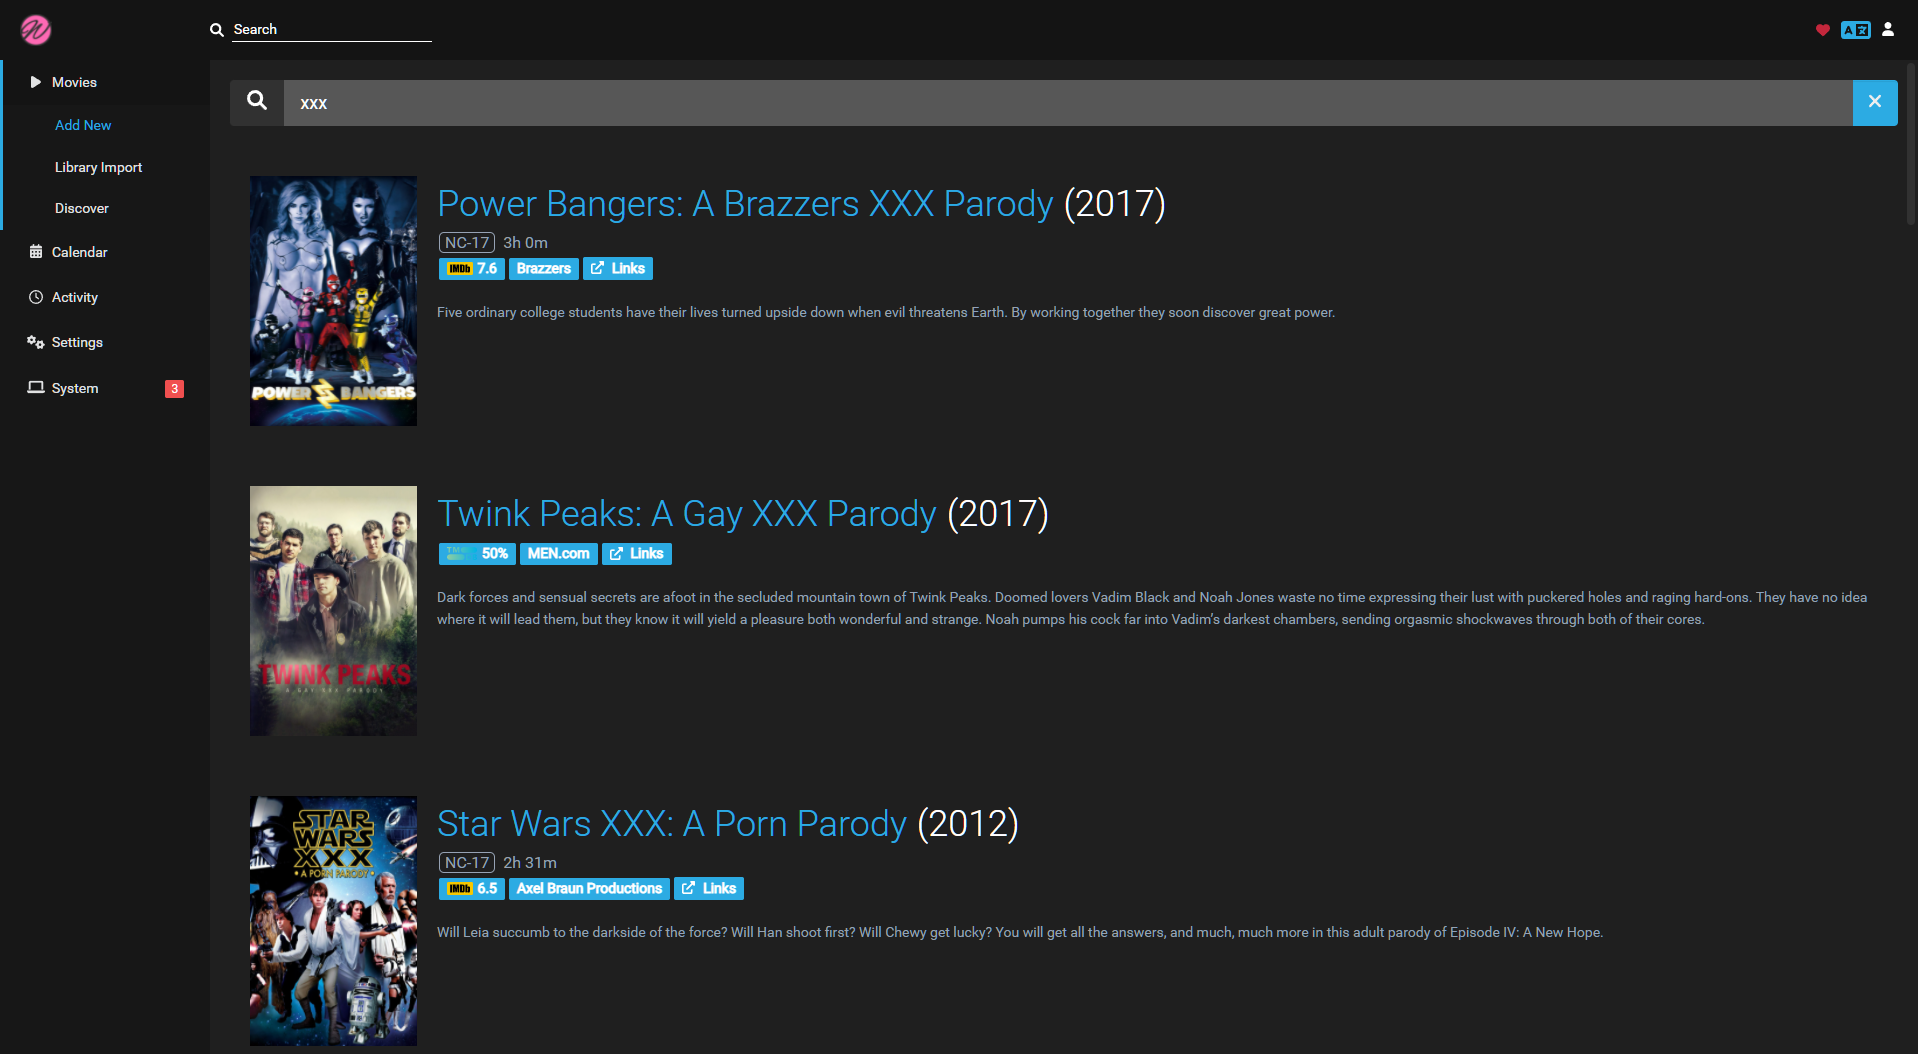 Search
Movies
Add New
Library Import
Discover
Calendar
Activity
Settings
System 3
xxx
Power Bangers: A Brazzers XXX Parody (2017)
NC-17 3h 0m
IMDb 7.6 Brazzers Links
Five ordinary college students have their lives turned upside down when evil threatens Earth. By working together they soon discover great power.
POWER BANGERS
Twink Peaks: A Gay XXX Parody (2017)
50% MEN.com Links
Dark forces and sensual secrets are afoot in the secluded mountain town of Twink Peaks. Doomed lovers Vadim Black and Noah Jones waste no time expressing their lust with puckered holes and raging hard-ons. They have no idea
where it will lead them, but they know it will yield a pleasure both wonderful and strange. Noah pumps his cock far into Vadim’s darkest chambers, sending orgasmic shockwaves through both of their cores.
TWINK PEAKS
A GAY XXX PARODY
Star Wars XXX: A Porn Parody (2012)
NC-17 2h 31m
IMDb 6.5 Axel Braun Productions Links
Will Leia succumb to the darkside of the force? Will Han shoot first? Will Chewy get lucky? You will get all the answers, and much, much more in this adult parody of Episode IV: A New Hope.
STAR
WARS
XXX
• A PORN PARODY •